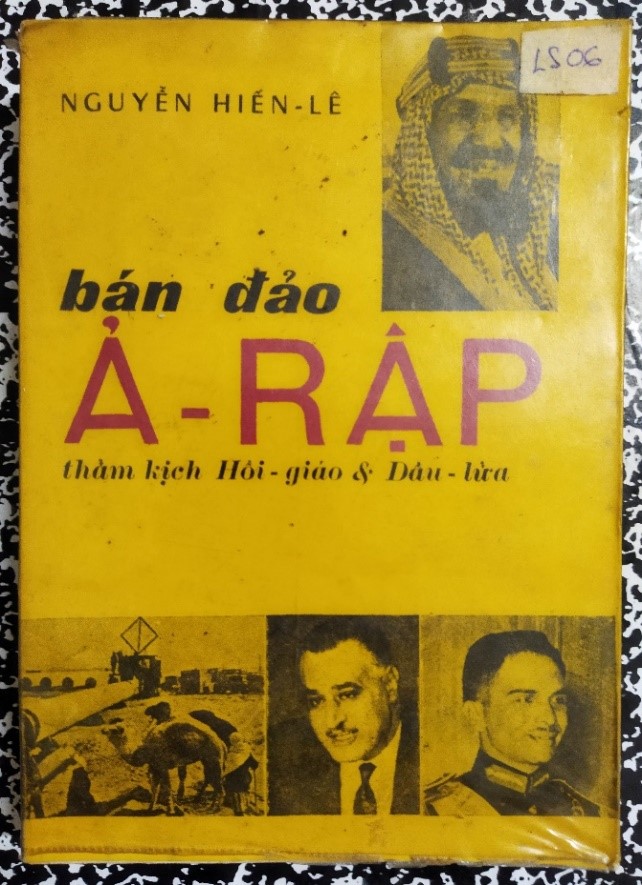 LS06
NGUYỄN HIẾN-LÊ
bán đảo
Ả-RẬP
thảm kịch Hồi-giáo & Dầu-lửa